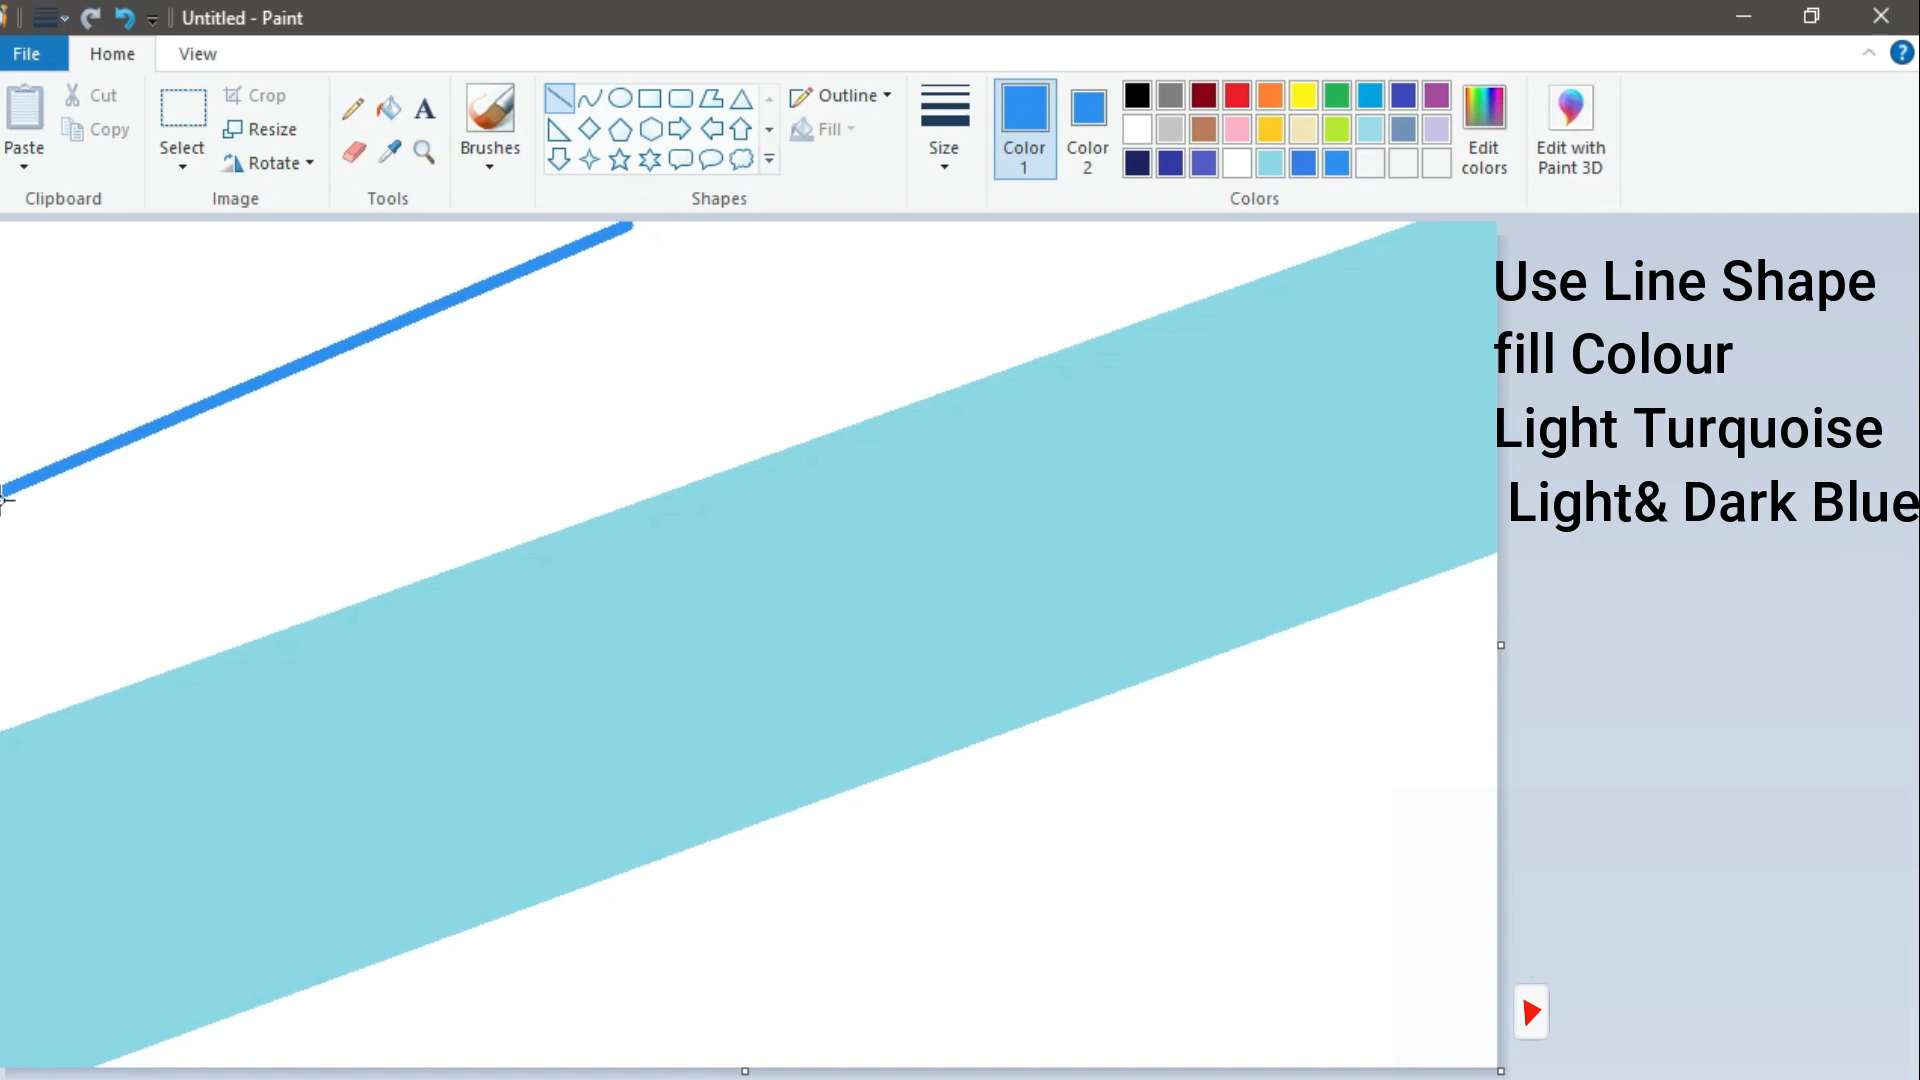 Untitled - Paint
File Home View
Paste
Cut
Copy
Clipboard
Select
Crop
Resize
Rotate
Image
A
Tools
Brushes
Shapes
Outline
Fill
Size
Color 1
Color 2
Colors
Edit colors
Edit with Paint 3D
?
Use Line Shape
fill Colour
Light Turquoise
Light& Dark Blue